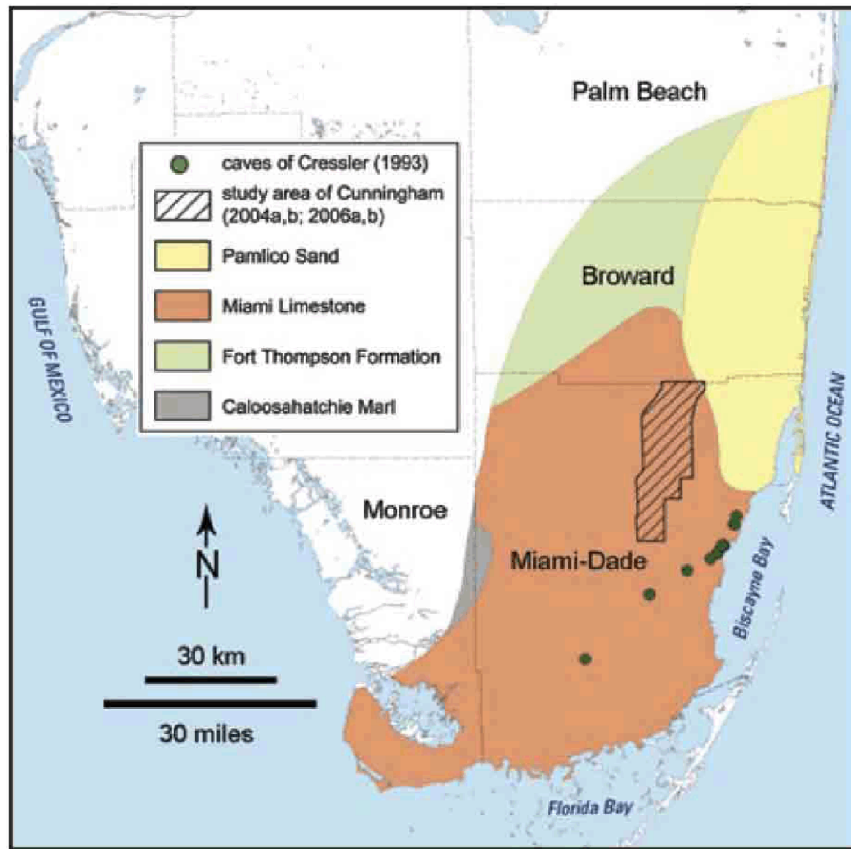 Palm Beach
caves of Cressler (1993)
study area of Cunningham
(2004a,b; 2006a,b)
Pamlico Sand
Miami Limestone
Fort Thompson Formation
Caloosahatchie Marl
Broward
GULF OF MEXICO
ATLANTIC OCEAN
Monroe
N
Miami-Dade
Biscayne Bay
30 km
30 miles
Florida Bay